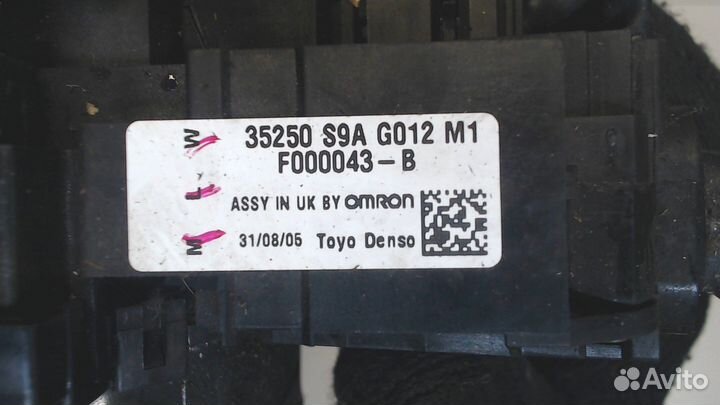 35250 S9A G012 M1
F000043-B
ASSY IN UK BY OMRON
31/08/05 Toyo Denso
W
L
M
Avito